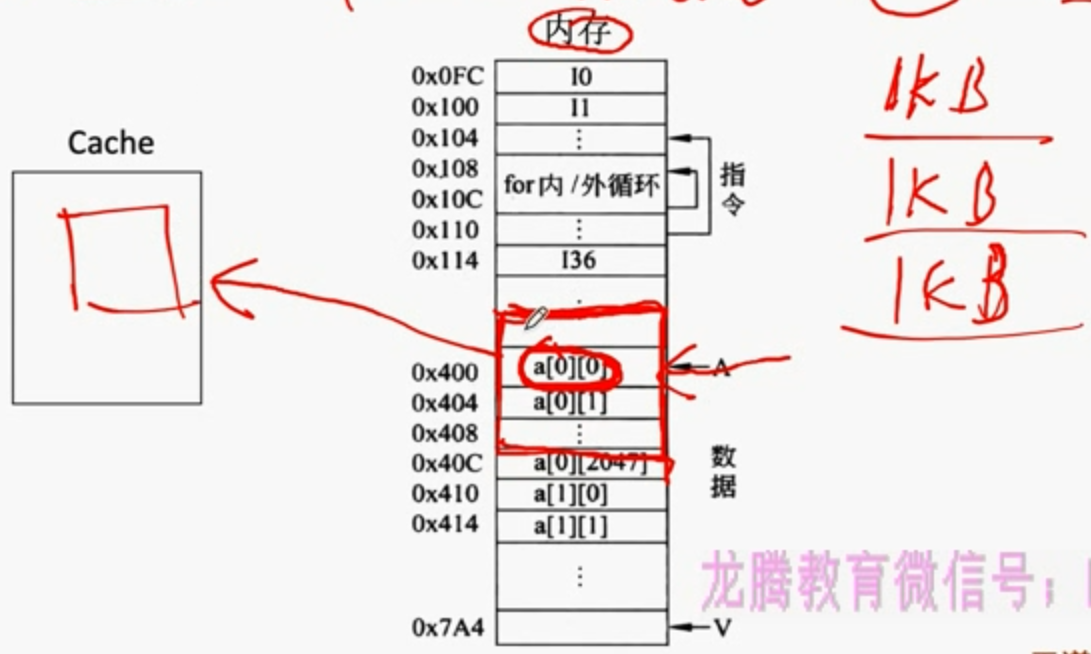 内存
0x0FC I0
0x100 I1
0x104 ⋮
0x108 for内/外循环
0x10C
0x110 ⋮
0x114 I36
指令
Cache
1KB
1KB
1KB
0x400 a[0][0] A
0x404 a[0][1]
0x408 ⋮
0x40C a[0][2047]
0x410 a[1][0]
0x414 a[1][1]
数据
⋮
0x7A4 V
龙腾教育微信号：